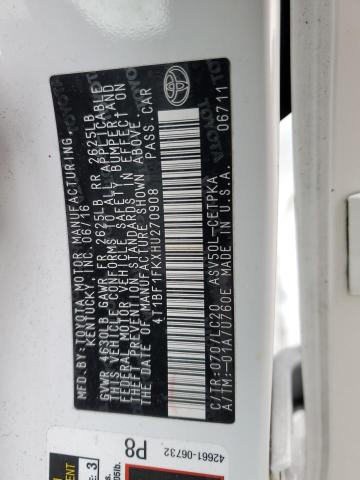 MFD. BY: TOYOTA MOTOR MANUFACTURING,
KENTUCKY, INC. 06/16
GVWR 4630LB GAWR FR 2625LB RR 2625LB
THIS VEHICLE CONFORMS TO ALL APPLICABLE
FEDERAL MOTOR VEHICLE SAFETY, BUMPER, AND
THEFT PREVENTION STANDARDS IN EFFECT ON
THE DATE OF MANUFACTURE SHOWN ABOVE.
4T1BF1FKXHU270908 PASS.CAR
C/TR:070/LC20 ASV50L-CETPKA
A/TM:-01A/U760E U.S.A. 06711
42661-06732
P8
3